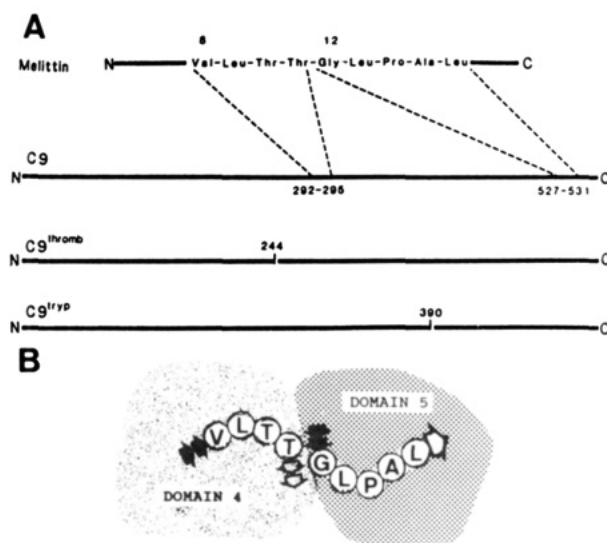 A
8 12
Melittin N Val-Leu-Thr-Thr-Gly-Leu-Pro-Ala-Leu C
C9
N C
292-295 527-531
C9thromb
244
N C
C9tryp
390
N C
B
DOMAIN 5
V L T T G L P A L
DOMAIN 4